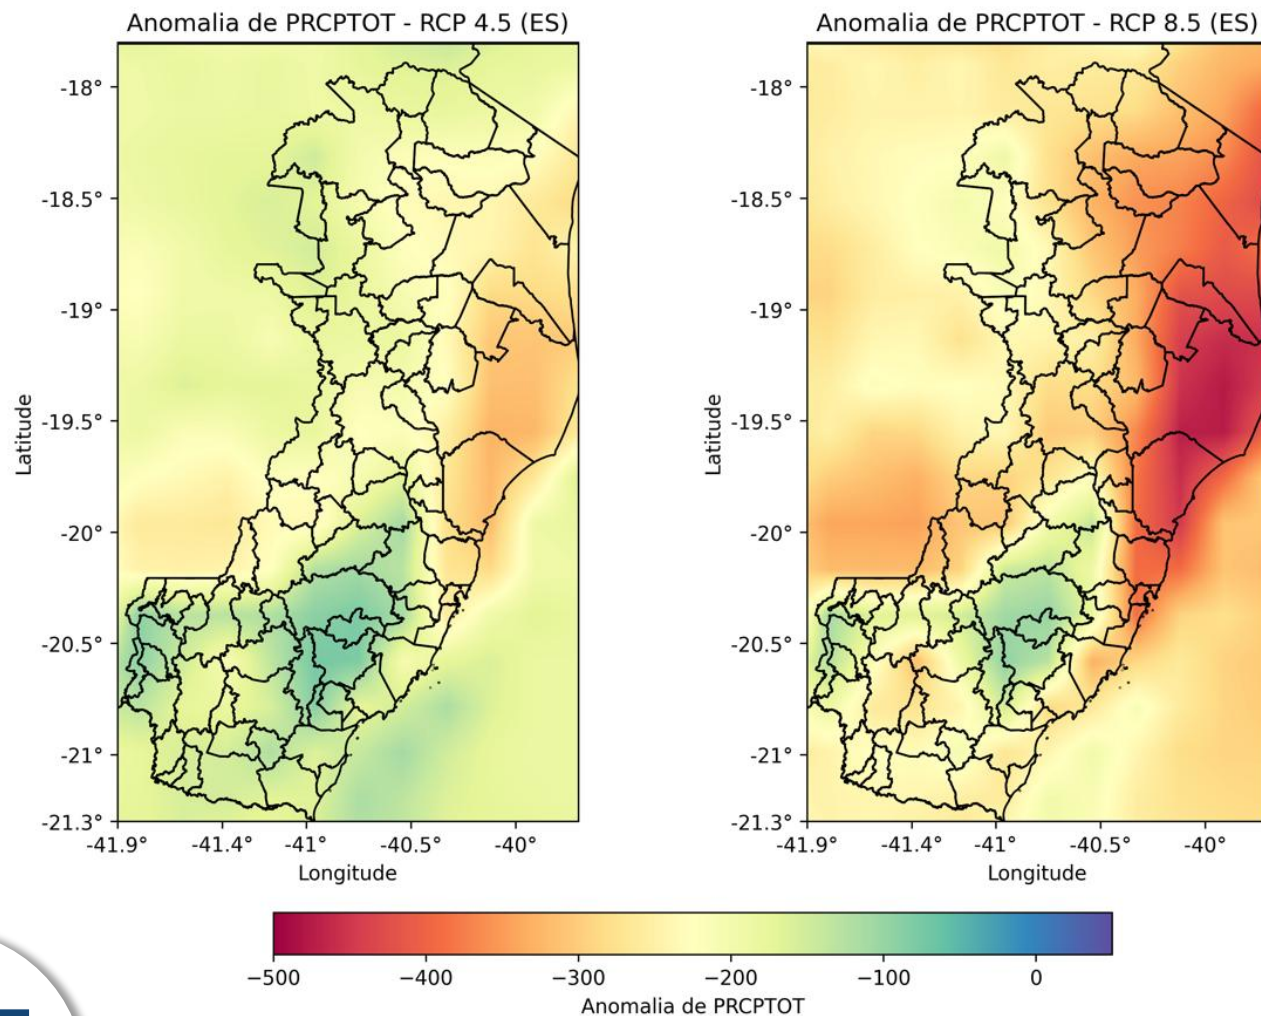 Anomalia de PRCPTOT - RCP 4.5 (ES)
Anomalia de PRCPTOT - RCP 8.5 (ES)
-18°
-18.5°
-19°
-19.5°
-20°
-20.5°
-21°
-21.3°
Latitude
-41.9° -41.4° -41° -40.5° -40°
Longitude
-18°
-18.5°
-19°
-19.5°
-20°
-20.5°
-21°
-21.3°
Latitude
-41.9° -41.4° -41° -40.5° -40°
Longitude
−500 −400 −300 −200 −100 0
Anomalia de PRCPTOT